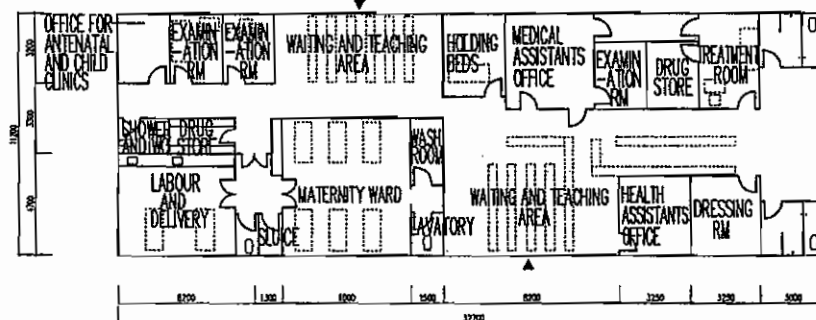 OFFICE FOR
ANTENATAL
AND CHILD
CLINICS
EXAMIN
-ATION
RM
EXAMIN
-ATION
RM
WAITING AND TEACHING
AREA
HOLDING
BEDS
MEDICAL
ASSISTANTS
OFFICE
EXAMIN
-ATION
RM
DRUG
STORE
TREATMENT
ROOM
SHOWER
AND WC
DRUG
STORE
WASH
ROOM
LABOUR
AND
DELIVERY
SLUICE
MATERNITY WARD
LAVATORY
WAITING AND TEACHING
AREA
HEALTH
ASSISTANTS
OFFICE
DRESSING
RM
3300
4700
1300
1500
8200
3250
3250